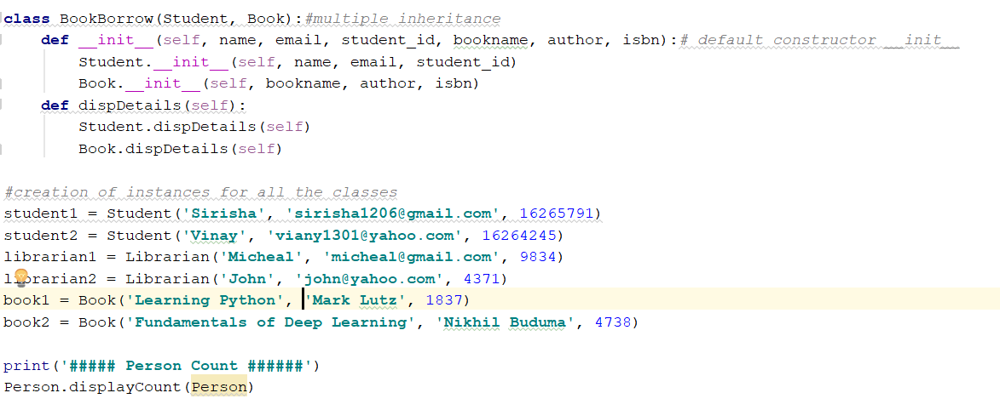 class BookBorrow(Student, Book):#multiple inheritance
    def __init__(self, name, email, student_id, bookname, author, isbn):# default constructor __init__
        Student.__init__(self, name, email, student_id)
        Book.__init__(self, bookname, author, isbn)
    def dispDetails(self):
        Student.dispDetails(self)
        Book.dispDetails(self)

#creation of instances for all the classes
student1 = Student('Sirisha', 'sirisha1206@gmail.com', 16265791)
student2 = Student('Vinay', 'viany1301@yahoo.com', 16264245)
librarian1 = Librarian('Micheal', 'micheal@gmail.com', 9834)
librarian2 = Librarian('John', 'john@yahoo.com', 4371)
book1 = Book('Learning Python', 'Mark Lutz', 1837)
book2 = Book('Fundamentals of Deep Learning', 'Nikhil Buduma', 4738)

print('##### Person Count ######')
Person.displayCount(Person)